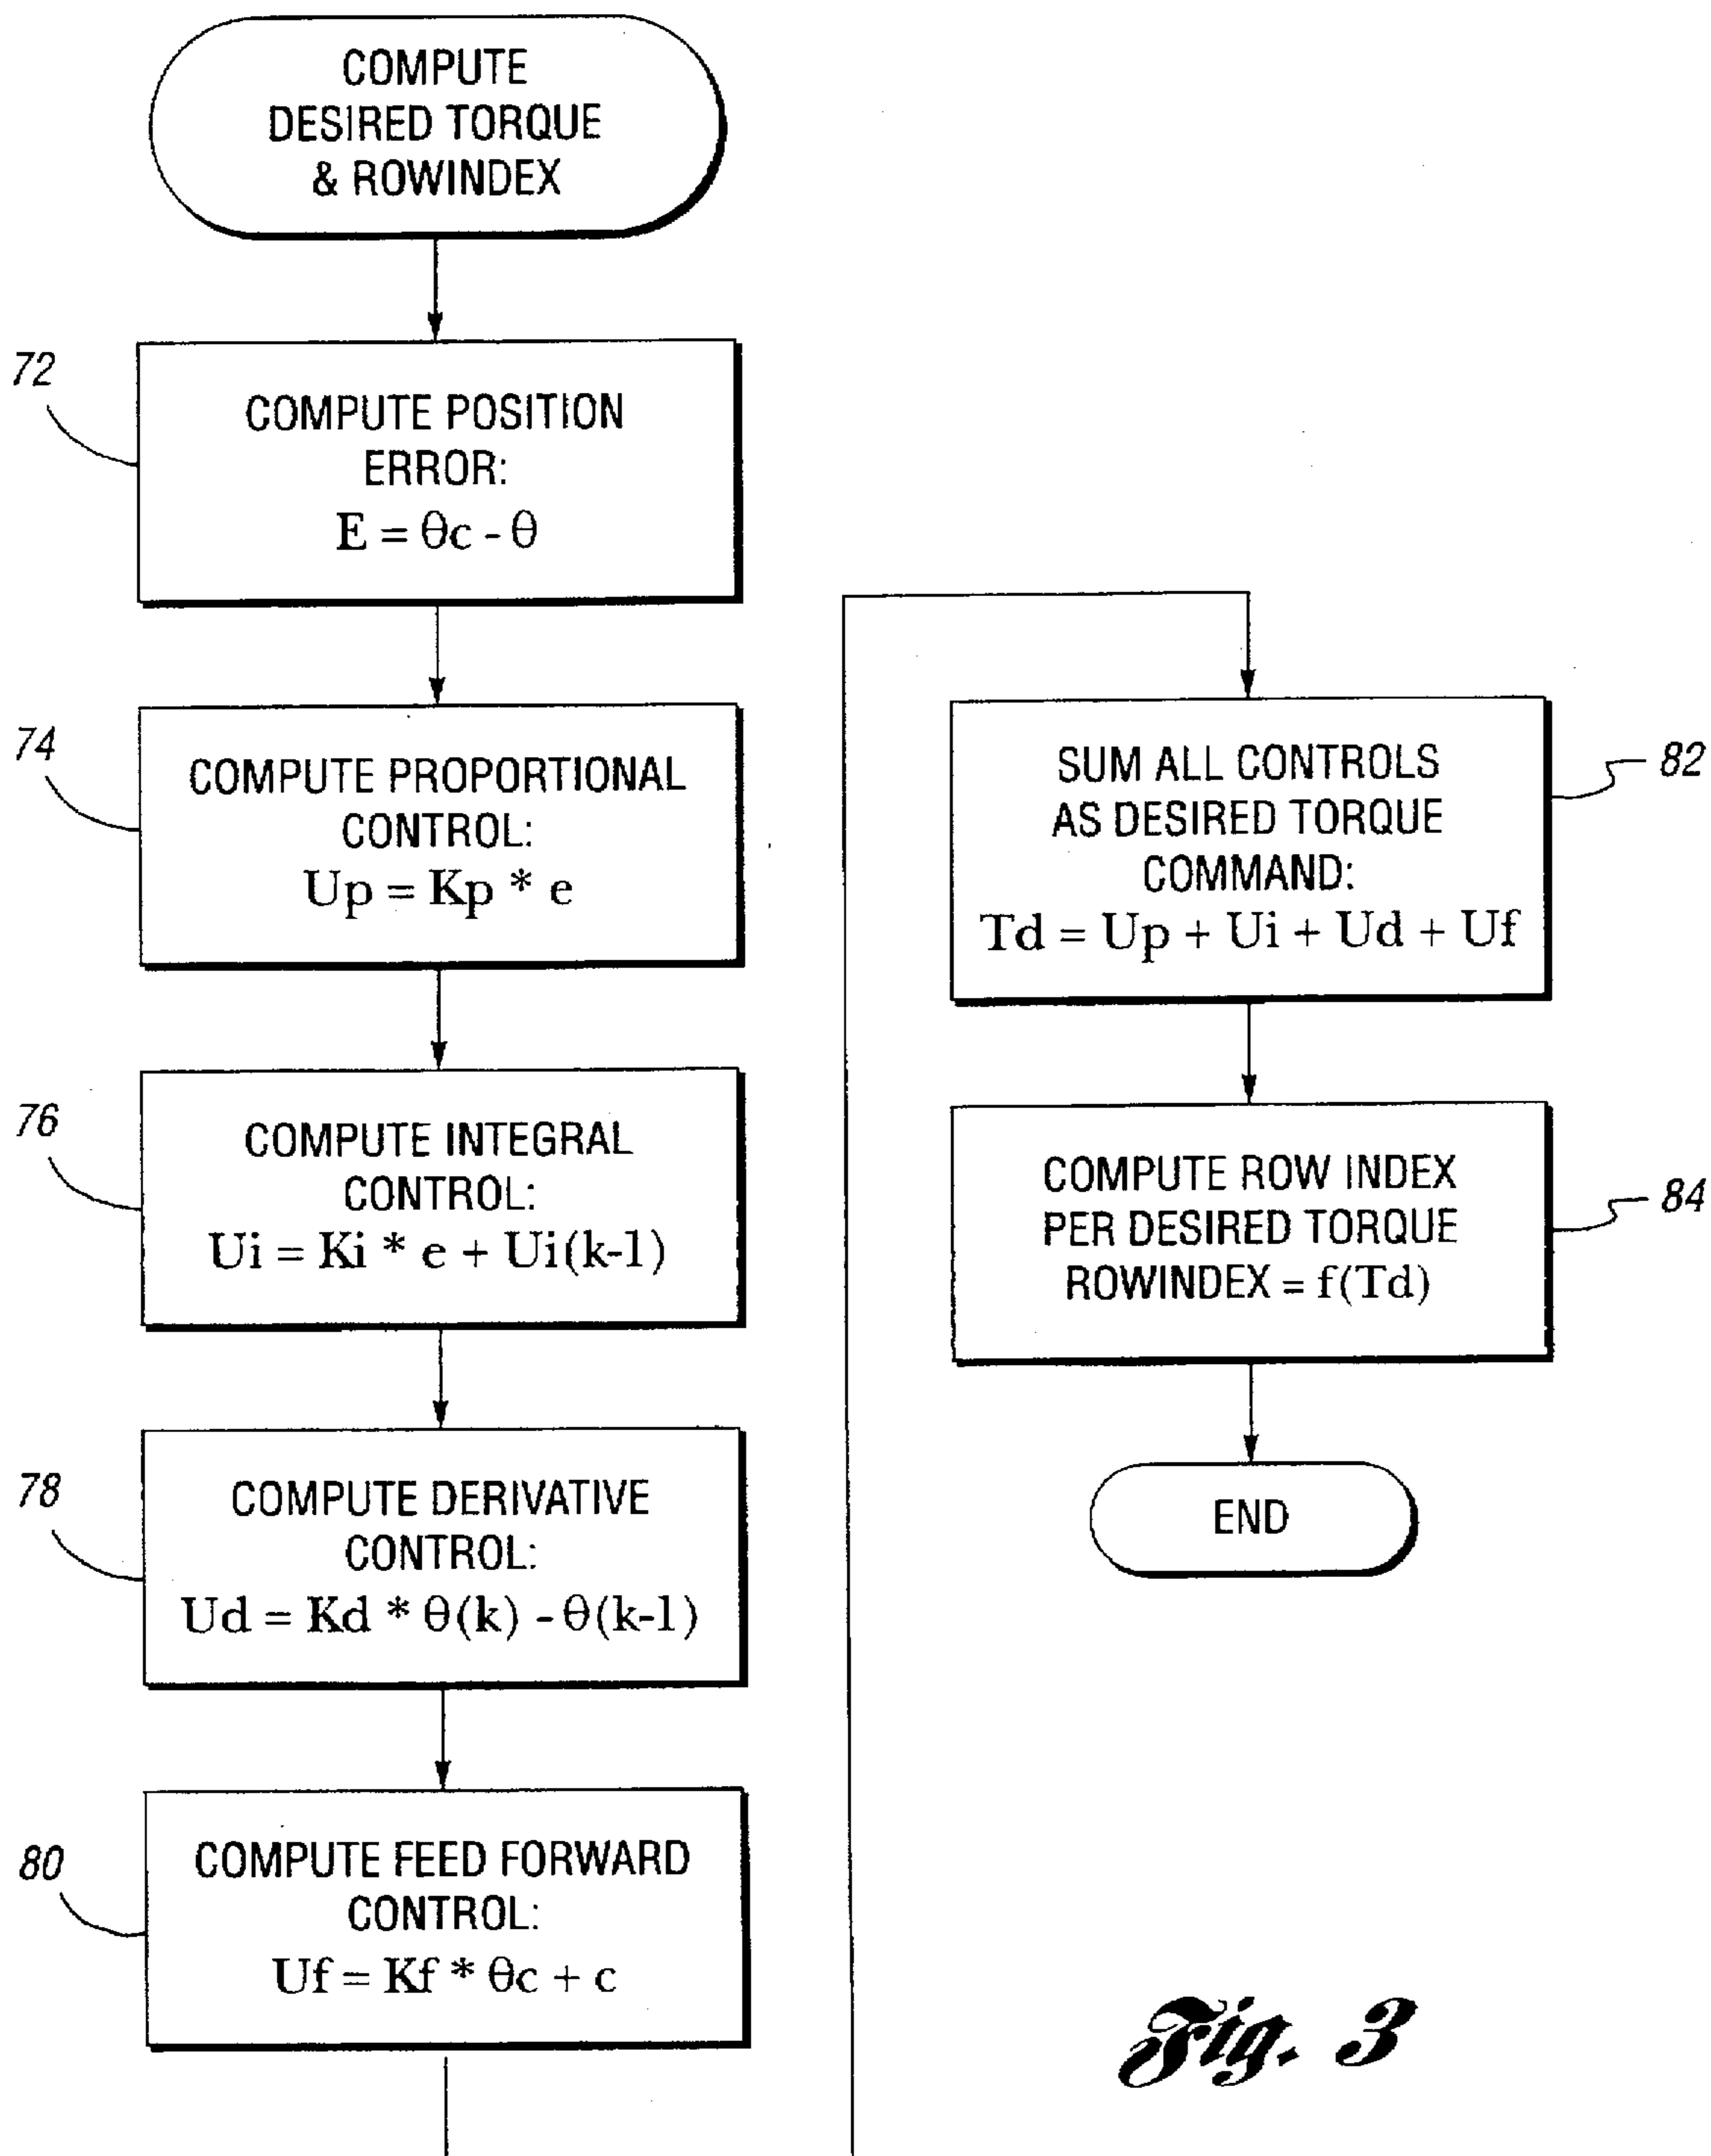 COMPUTE
DESIRED TORQUE
& ROWINDEX
72
COMPUTE POSITION
ERROR:
E = θc - θ
74
COMPUTE PROPORTIONAL
CONTROL:
Up = Kp * e
76
COMPUTE INTEGRAL
CONTROL:
Ui = Ki * e + Ui(k-1)
78
COMPUTE DERIVATIVE
CONTROL:
Ud = Kd * θ(k) - θ(k-1)
80
COMPUTE FEED FORWARD
CONTROL:
Uf = Kf * θc + c
82
SUM ALL CONTROLS
AS DESIRED TORQUE
COMMAND:
Td = Up + Ui + Ud + Uf
84
COMPUTE ROW INDEX
PER DESIRED TORQUE
ROWINDEX = f(Td)
END
Fig. 3